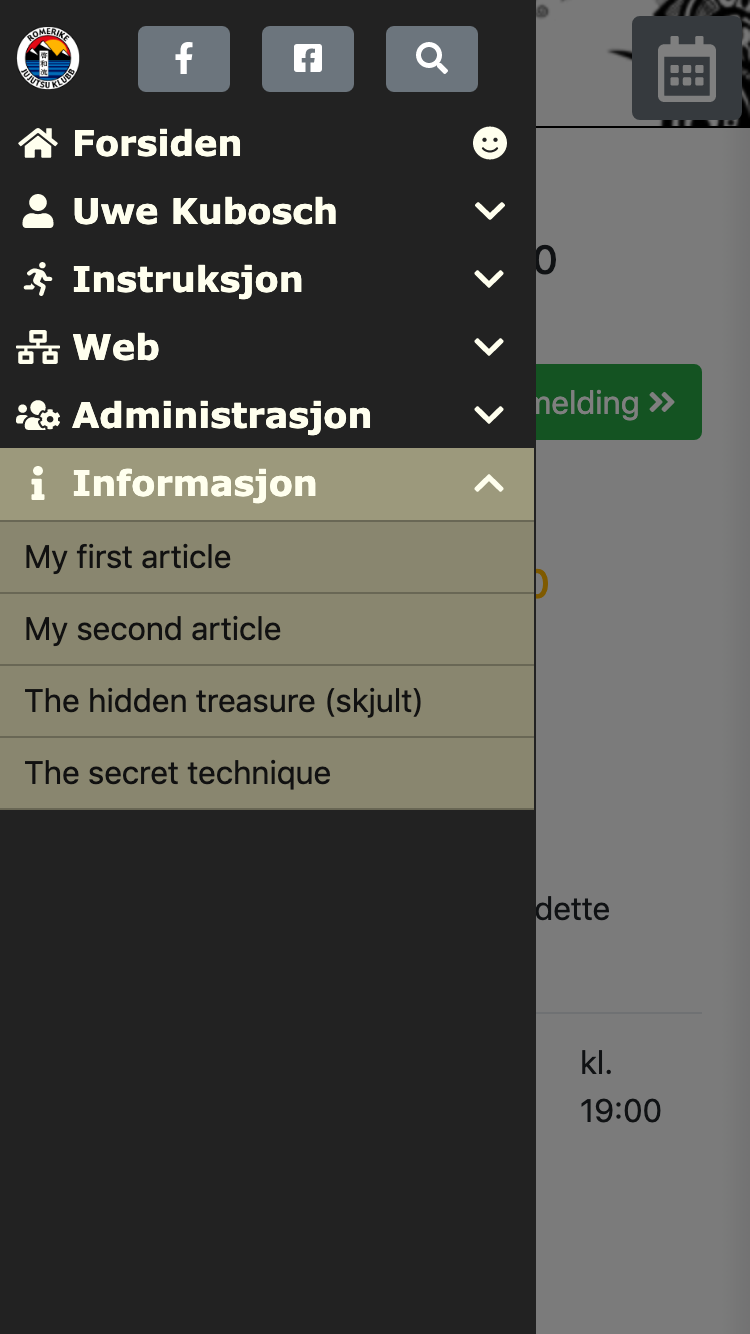 ROMERIKE
JUJUTSU KLUBB
Forsiden
Uwe Kubosch
Instruksjon
Web
Administrasjon
Informasjon
My first article
My second article
The hidden treasure (skjult)
The secret technique
0
melding
0
dette
kl.
19:00